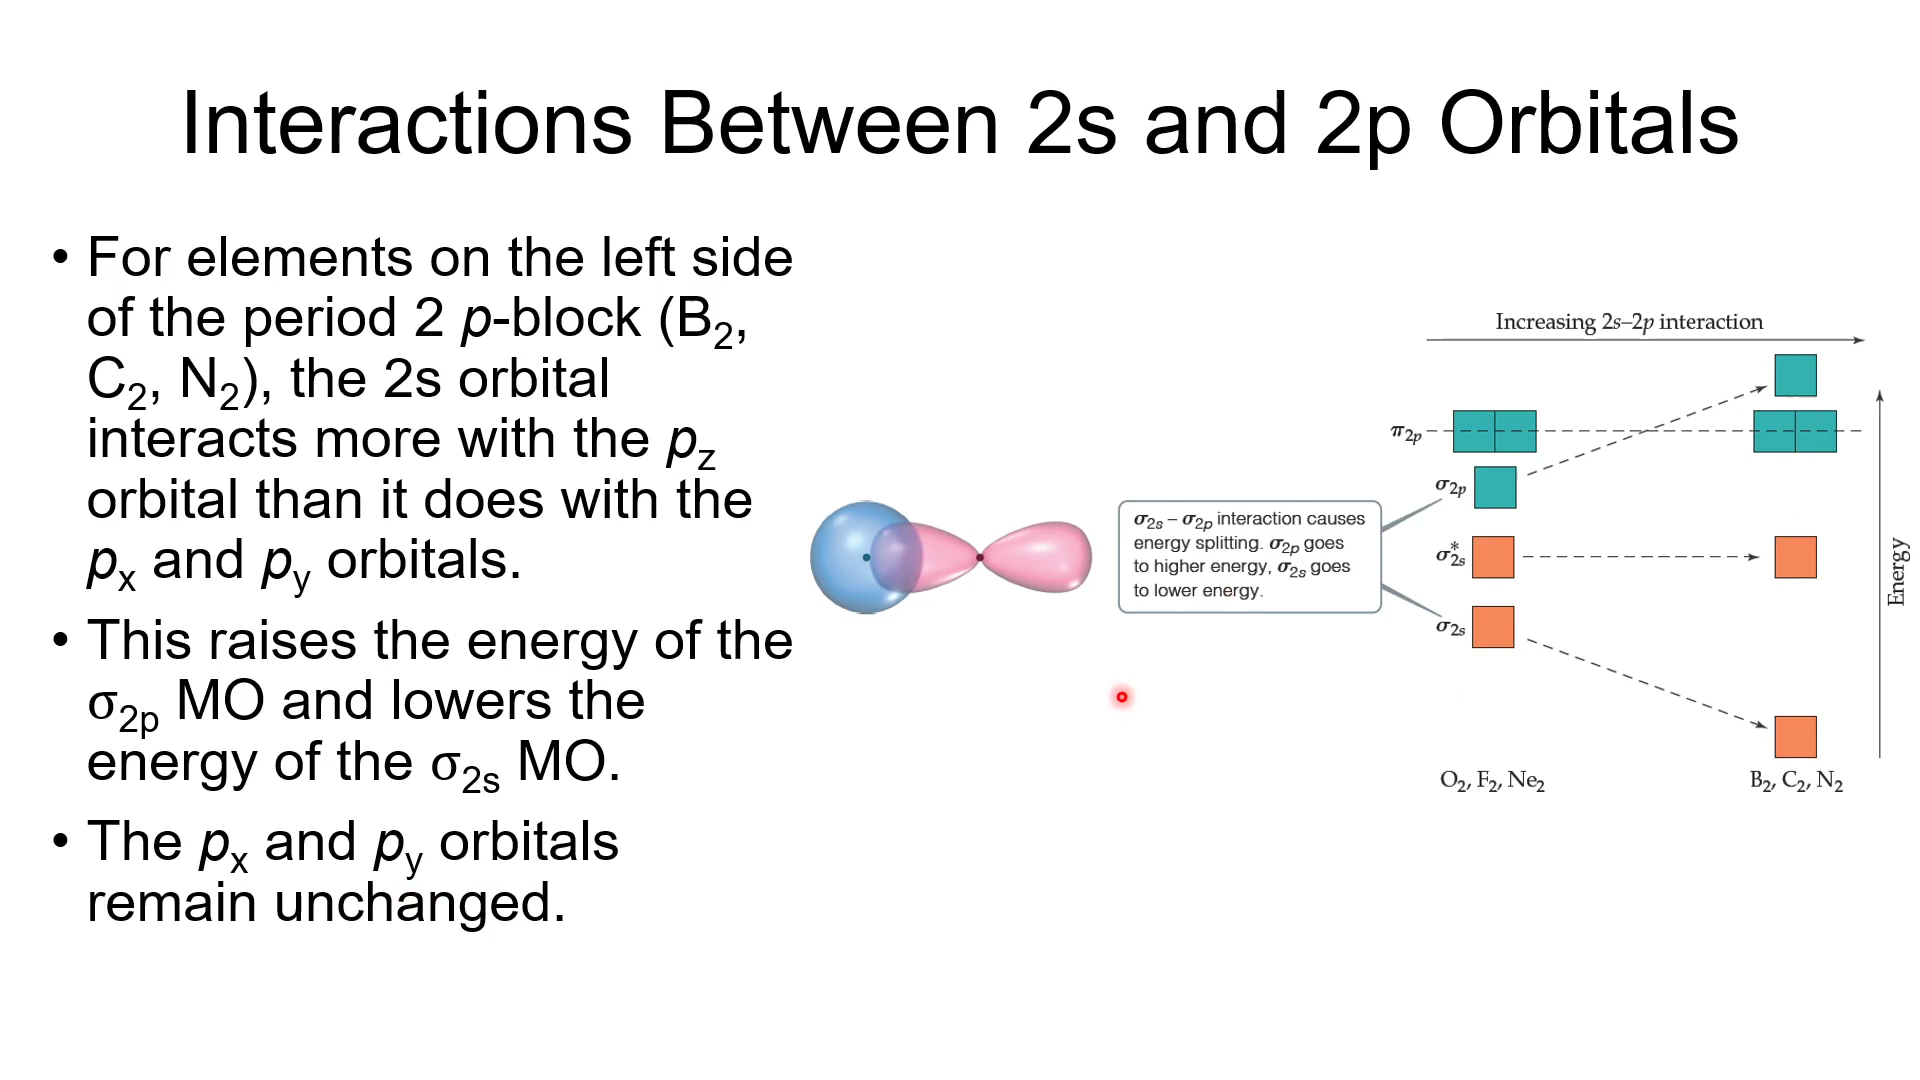 Interactions Between 2s and 2p Orbitals
• For elements on the left side
of the period 2 p-block (B₂,
C₂, N₂), the 2s orbital
interacts more with the p_z
orbital than it does with the
pₓ and p_y orbitals.
• This raises the energy of the
σ₂ₚ MO and lowers the
energy of the σ₂ₛ MO.
• The pₓ and p_y orbitals
remain unchanged.
σ₂ₛ – σ₂ₚ interaction causes
energy splitting. σ₂ₚ goes
to higher energy, σ₂ₛ goes
to lower energy.
Increasing 2s–2p interaction
π₂ₚ
σ₂ₚ
σ*₂ₛ
σ₂ₛ
O₂, F₂, Ne₂
B₂, C₂, N₂
Energy